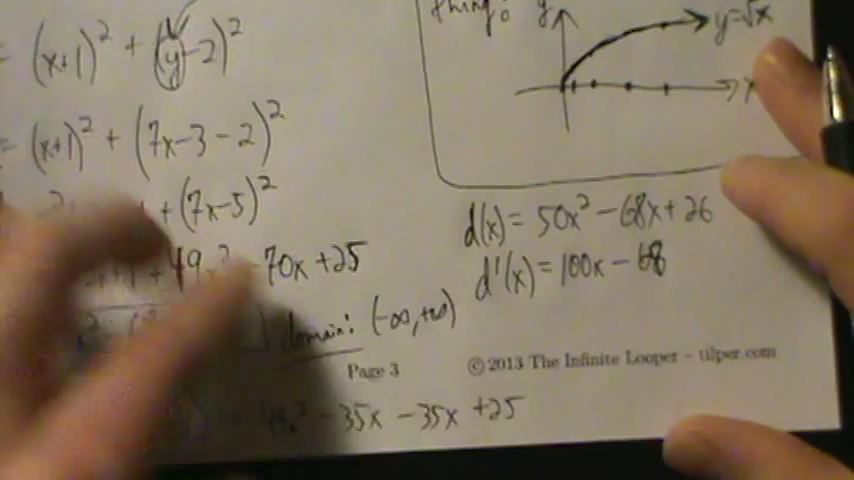 thing: y
y=√x
x
= (x+1)² + (y-2)²
= (x+1)² + (7x-3-2)²
+ (7x-5)²
+ 49x² - 70x + 25
domain: (-∞,+∞)
d(x) = 50x² - 68x + 26
d'(x) = 100x - 68
Page 3
© 2013 The Infinite Looper – tilper.com
49x² - 35x - 35x + 25